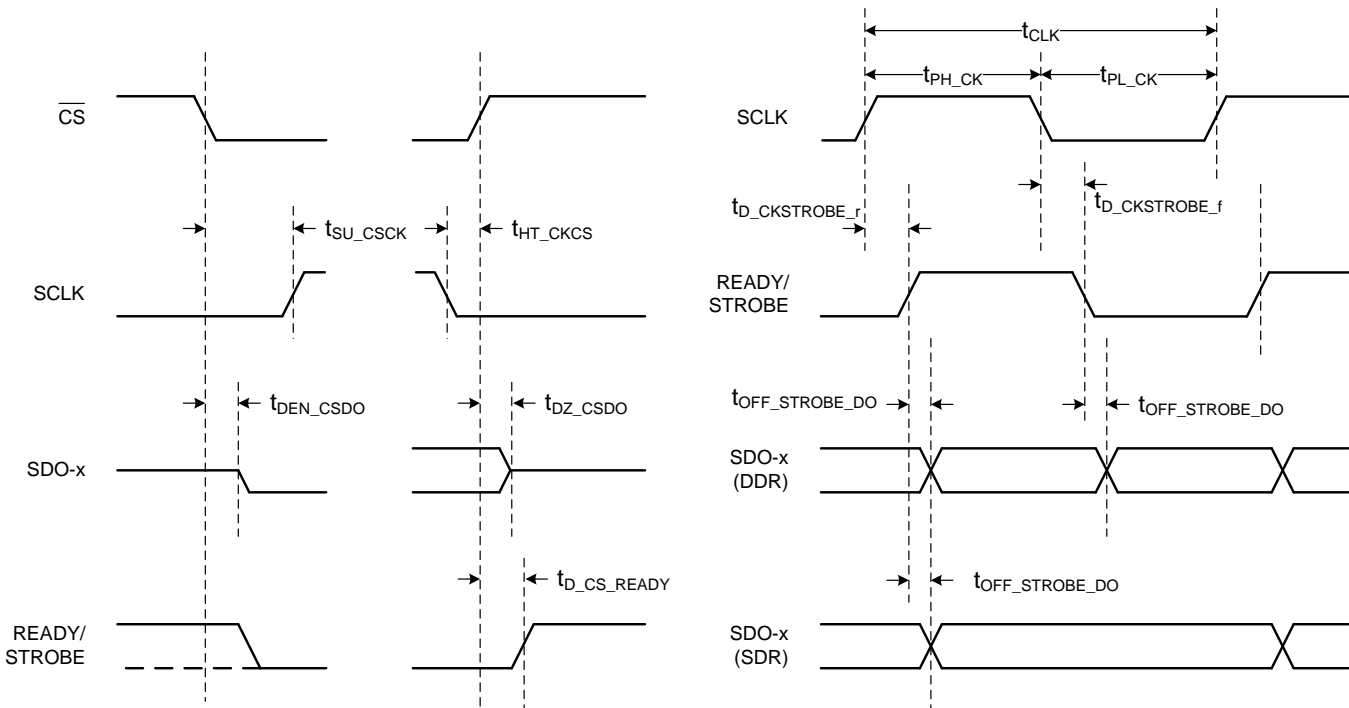 CS
tSU_CSCK
tHT_CKCS
SCLK
tDEN_CSDO
tDZ_CSDO
SDO-x
tD_CS_READY
READY/
STROBE
tCLK
tPH_CK
tPL_CK
SCLK
tD_CKSTROBE_r
tD_CKSTROBE_f
READY/
STROBE
tOFF_STROBE_DO
tOFF_STROBE_DO
SDO-x
(DDR)
tOFF_STROBE_DO
SDO-x
(SDR)